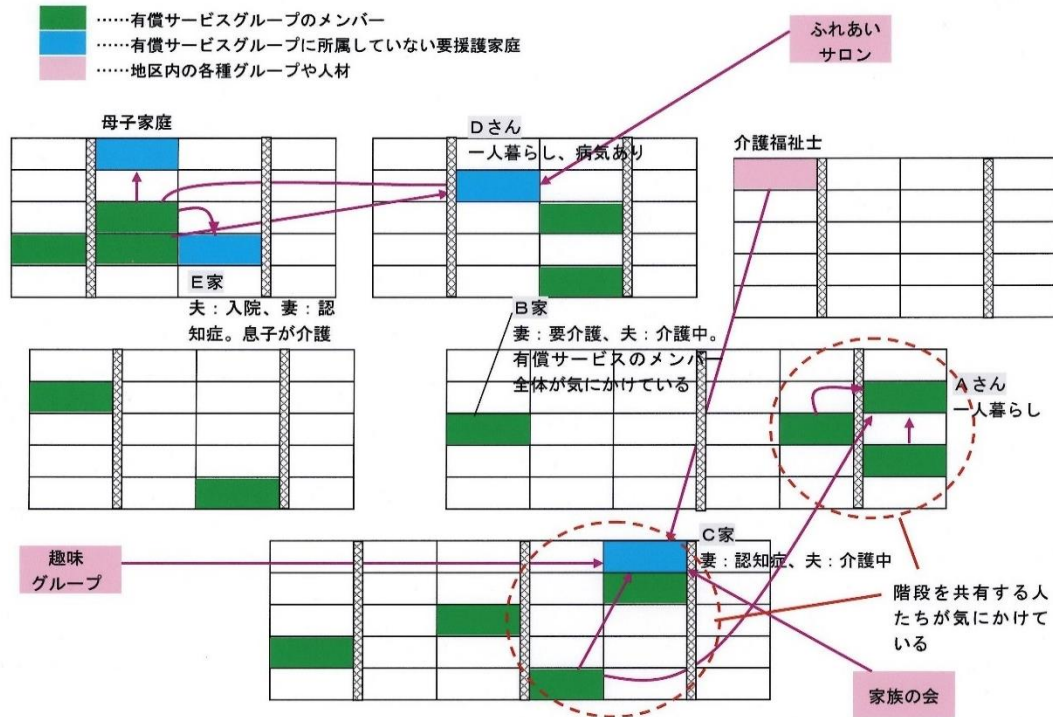 ……有償サービスグループのメンバー
……有償サービスグループに所属していない要援護家庭
……地区内の各種グループや人材
ふれあい
サロン
母子家庭
Dさん
一人暮らし、病気あり
介護福祉士
E家
夫：入院、妻：認
知症。息子が介護
B家
妻：要介護、夫：介護中。
有償サービスのメンバー
全体が気にかけている
Aさん
一人暮らし
趣味
グループ
C家
妻：認知症、夫：介護中
階段を共有する人
たちが気にかけて
いる
家族の会